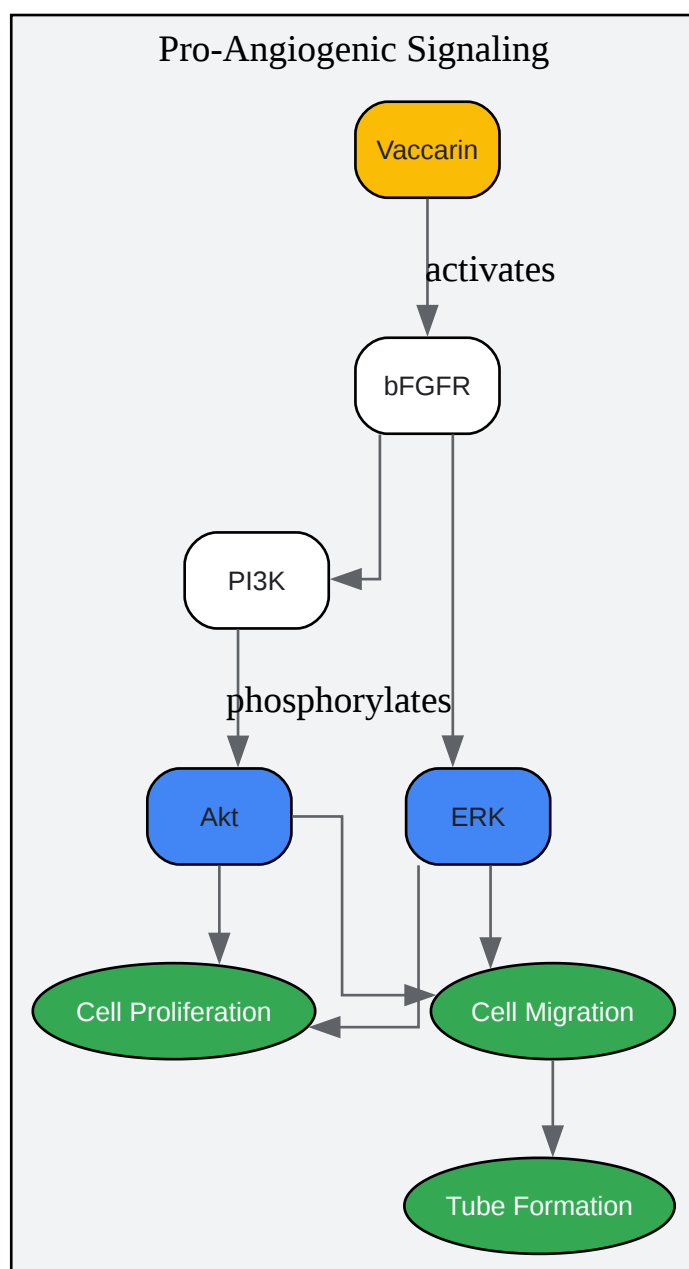 Pro-Angiogenic Signaling
Vaccarin
activates
bFGFR
PI3K
phosphorylates
Akt
ERK
Cell Proliferation
Cell Migration
Tube Formation